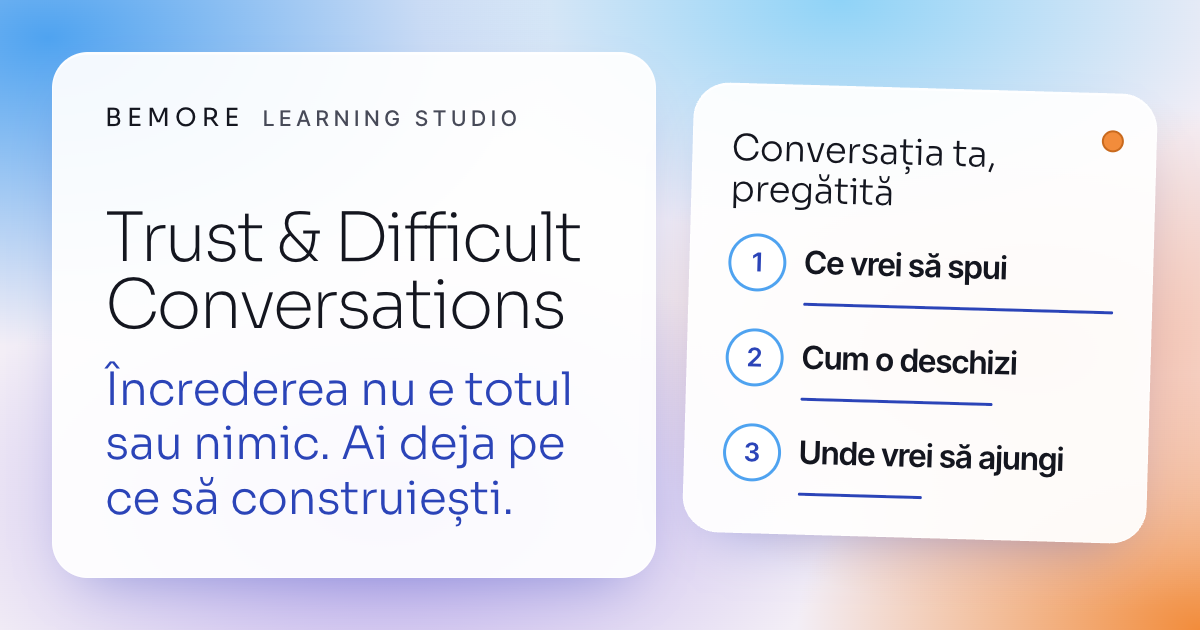 BEMORE LEARNING STUDIO
Trust & Difficult
Conversations
Încrederea nu e totul
sau nimic. Ai deja pe
ce să construiești.
Conversația ta,
pregătită
1 Ce vrei să spui
2 Cum o deschizi
3 Unde vrei să ajungi